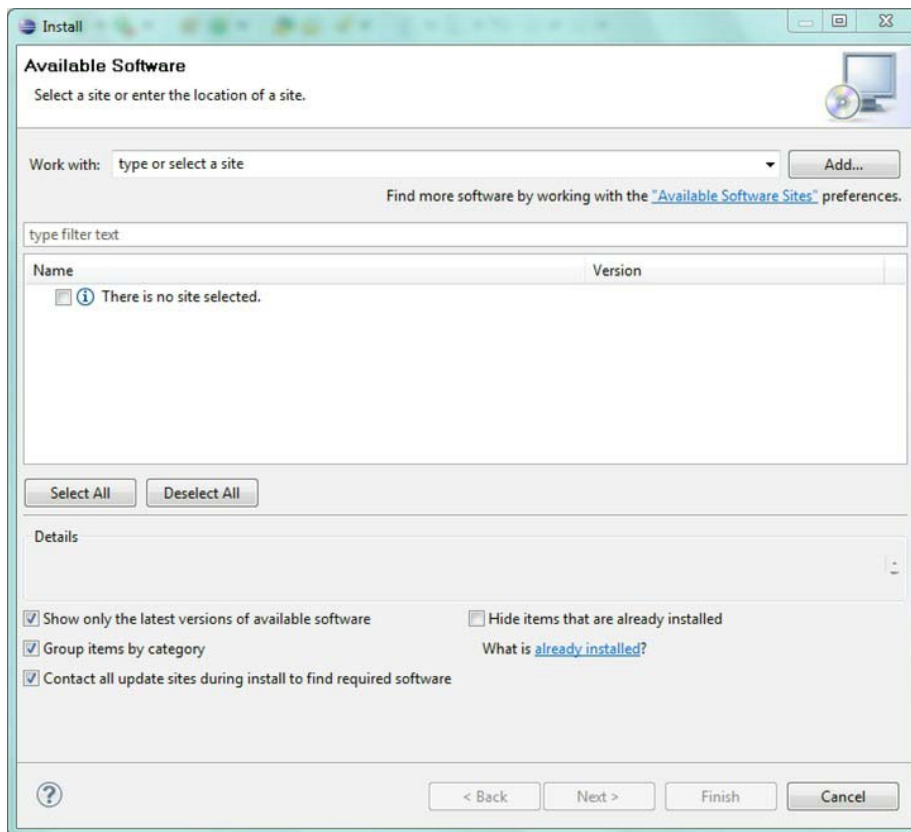 Install
Available Software
Select a site or enter the location of a site.
Work with: type or select a site Add...
Find more software by working with the "Available Software Sites" preferences.
type filter text
Name Version
There is no site selected.
Select All Deselect All
Details
Show only the latest versions of available software Hide items that are already installed
Group items by category What is already installed?
Contact all update sites during install to find required software
< Back Next > Finish Cancel